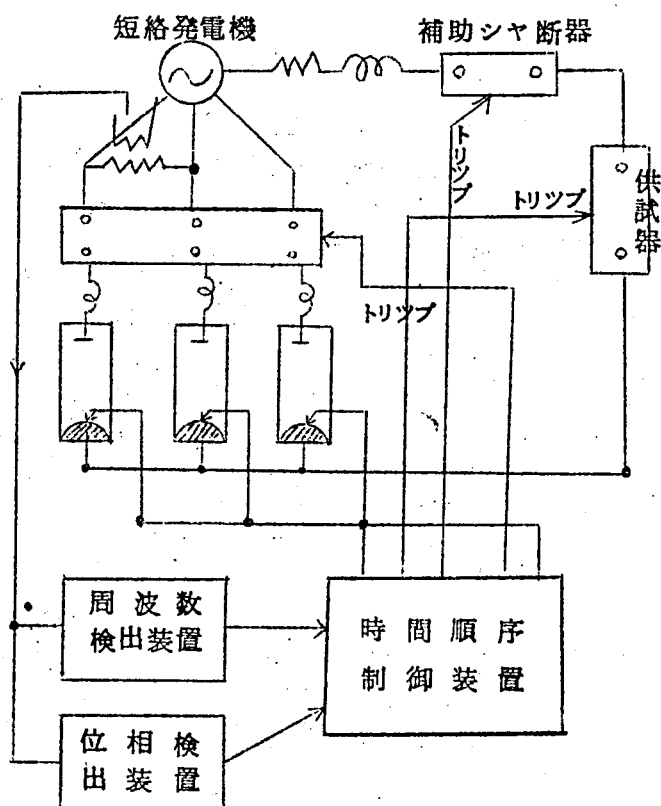 短絡発電機
補助シヤ断器
トリップ
トリップ
供試器
トリップ
周波数
検出装置
時間順序
制御装置
位相検
出装置